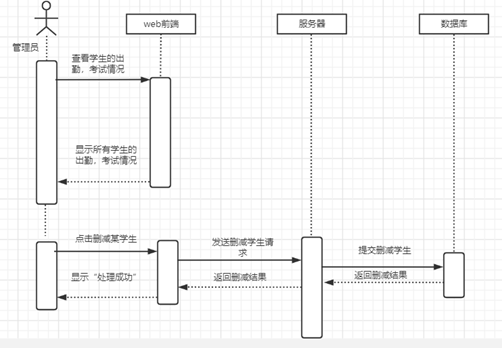 web前端
服务器
数据库
管理员
查看学生的出
勤，考试情况
显示所有学生的
出勤，考试情况
点击删减某学生
发送删减学生请
求
提交删减学生
显示“处理成功”
返回删减结果
返回删减结果